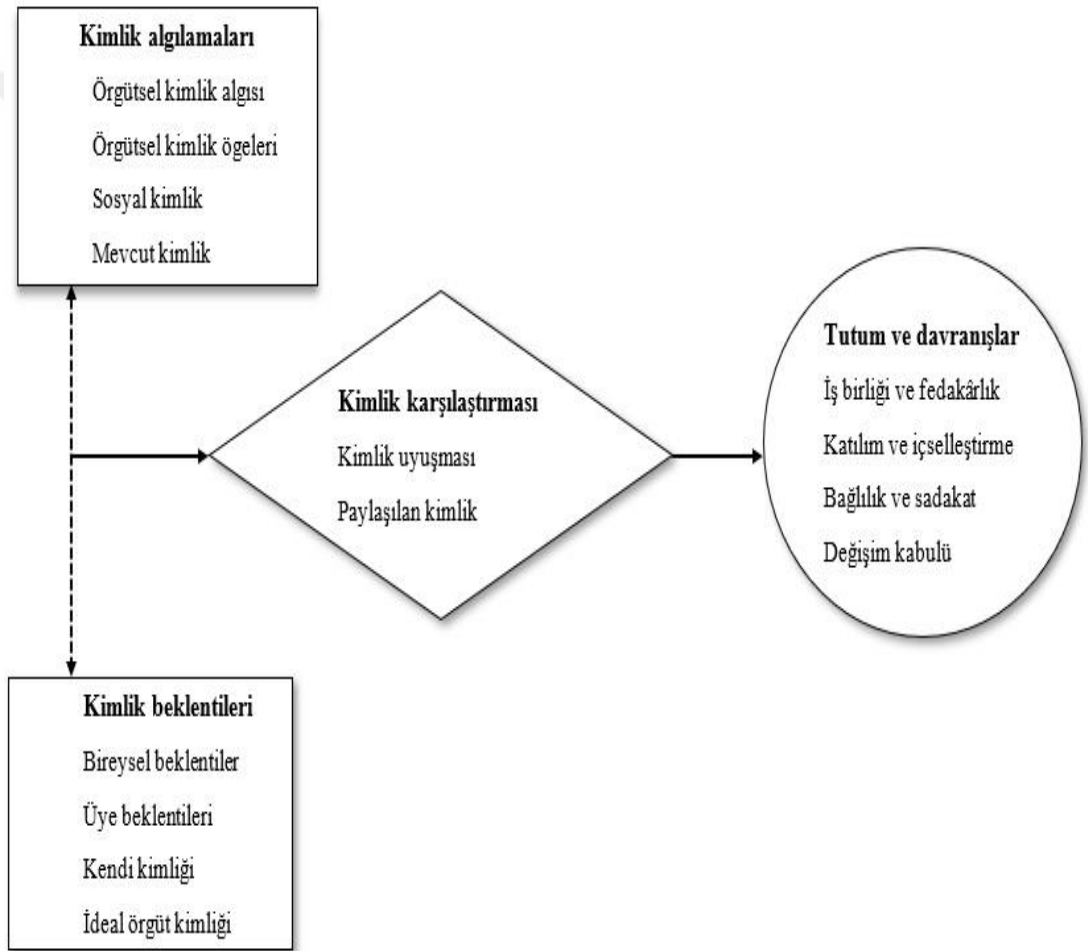 Kimlik algılamaları
Örgütsel kimlik algısı
Örgütsel kimlik ögeleri
Sosyal kimlik
Mevcut kimlik
Kimlik karşılaştırması
Kimlik uyuşması
Paylaşılan kimlik
Tutum ve davranışlar
İş birliği ve fedakârlık
Katılım ve içselleştirme
Bağlılık ve sadakat
Değişim kabulü
Kimlik beklentileri
Bireysel beklentiler
Üye beklentileri
Kendi kimliği
İdeal örgüt kimliği